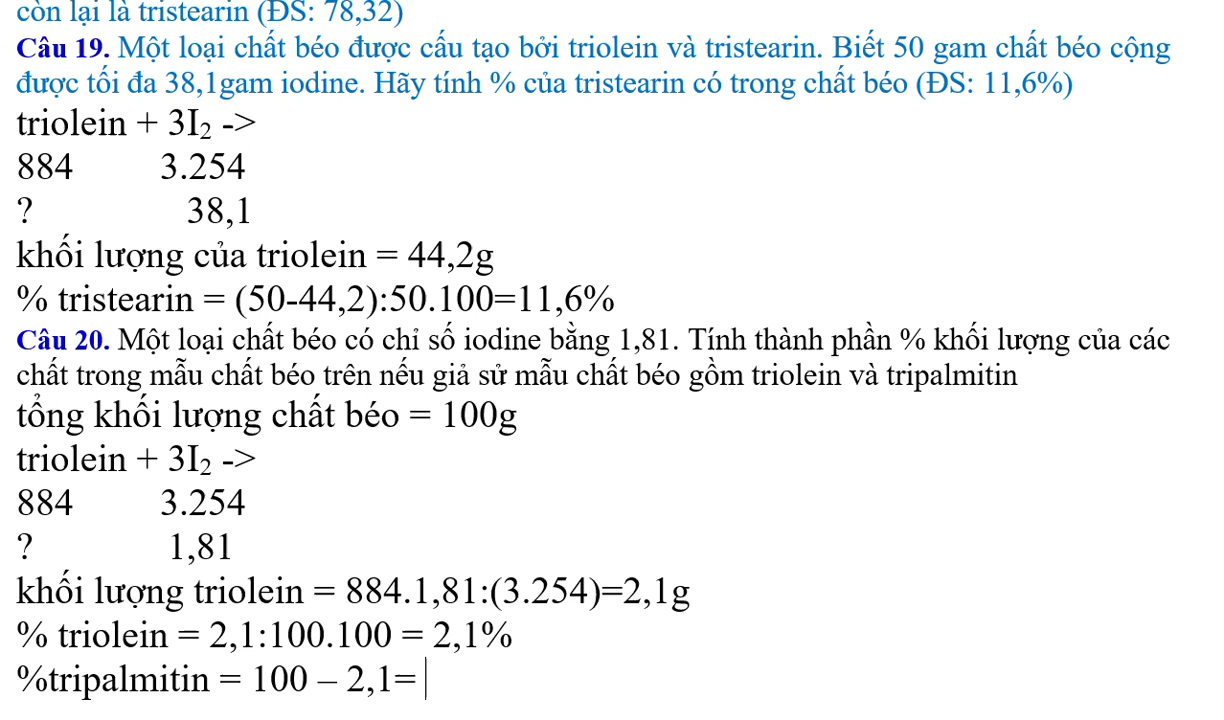 còn lại là tristearin (ĐS: 78,32)
Câu 19. Một loại chất béo được cấu tạo bởi triolein và tristearin. Biết 50 gam chất béo cộng
được tối đa 38,1gam iodine. Hãy tính % của tristearin có trong chất béo (ĐS: 11,6%)
triolein + 3I₂ ->
884 3.254
? 38,1
khối lượng của triolein = 44,2g
% tristearin = (50-44,2):50.100=11,6%
Câu 20. Một loại chất béo có chỉ số iodine bằng 1,81. Tính thành phần % khối lượng của các
chất trong mẫu chất béo trên nếu giả sử mẫu chất béo gồm triolein và tripalmitin
tổng khối lượng chất béo = 100g
triolein + 3I₂ ->
884 3.254
? 1,81
khối lượng triolein = 884.1,81:(3.254)=2,1g
% triolein = 2,1:100.100 = 2,1%
%tripalmitin = 100 – 2,1=